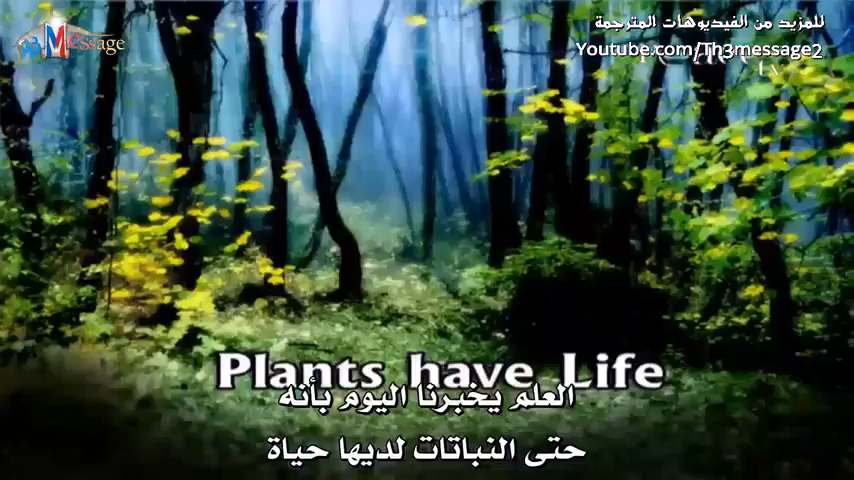 Message
للمزيد من الفيديوهات المترجمة
Youtube.com/Th3message2
Plants have Life
العلم يخبرنا اليوم بأنه
حتى النباتات لديها حياة